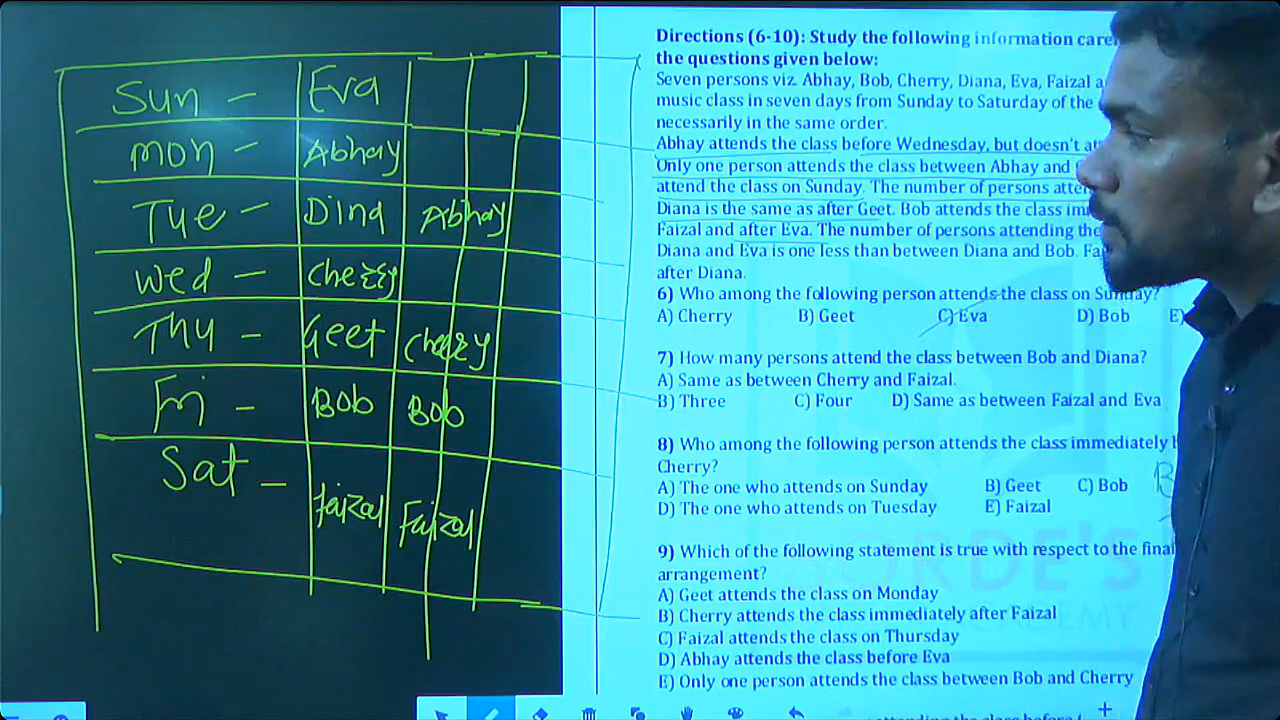 Sun - Eva
Mon - Abhay
Tue - Dina Abhay
Wed - Cherry
Thu - Geet Cherry
Fri - Bob Bob
Sat - Faizal Faizal
Directions (6-10): Study the following information
the questions given below:
Seven persons viz. Abhay, Bob, Cherry, Diana, Eva, Faizal
music class in seven days from Sunday to Saturday of the
necessarily in the same order.
Abhay attends the class before Wednesday, but doesn't
Only one person attends the class between Abhay and
attend the class on Sunday. The number of persons
Diana is the same as after Geet. Bob attends the class
Faizal and after Eva. The number of persons attending the
Diana and Eva is one less than between Diana and Bob.
after Diana.
6) Who among the following person attends the class on Sunday?
A) Cherry B) Geet C) Eva D) Bob E)
7) How many persons attend the class between Bob and Diana?
A) Same as between Cherry and Faizal.
B) Three C) Four D) Same as between Faizal and Eva
8) Who among the following person attends the class immediately
Cherry?
A) The one who attends on Sunday B) Geet C) Bob
D) The one who attends on Tuesday E) Faizal
9) Which of the following statement is true with respect to the final
arrangement?
A) Geet attends the class on Monday
B) Cherry attends the class immediately after Faizal
C) Faizal attends the class on Thursday
D) Abhay attends the class before Eva
E) Only one person attends the class between Bob and Cherry